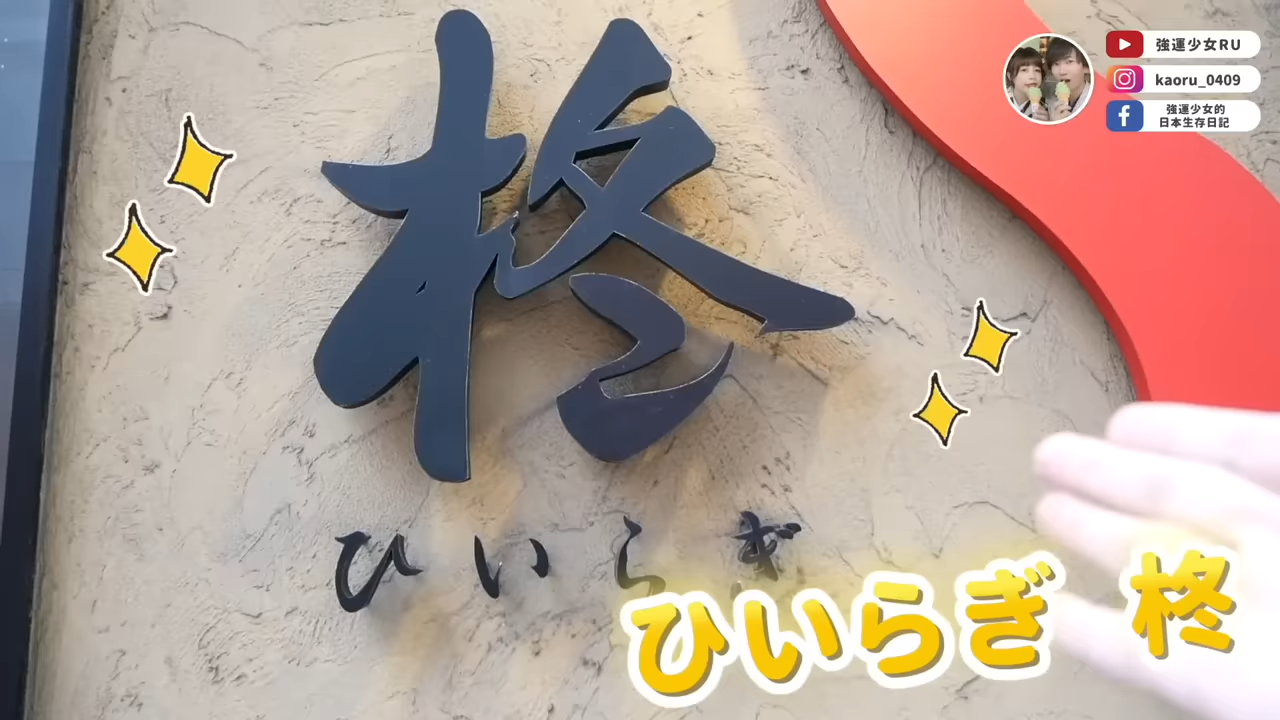 柊
ひいらぎ
ひいらぎ 柊
強運少女RU
kaoru_0409
強運少女的
日本生存日記